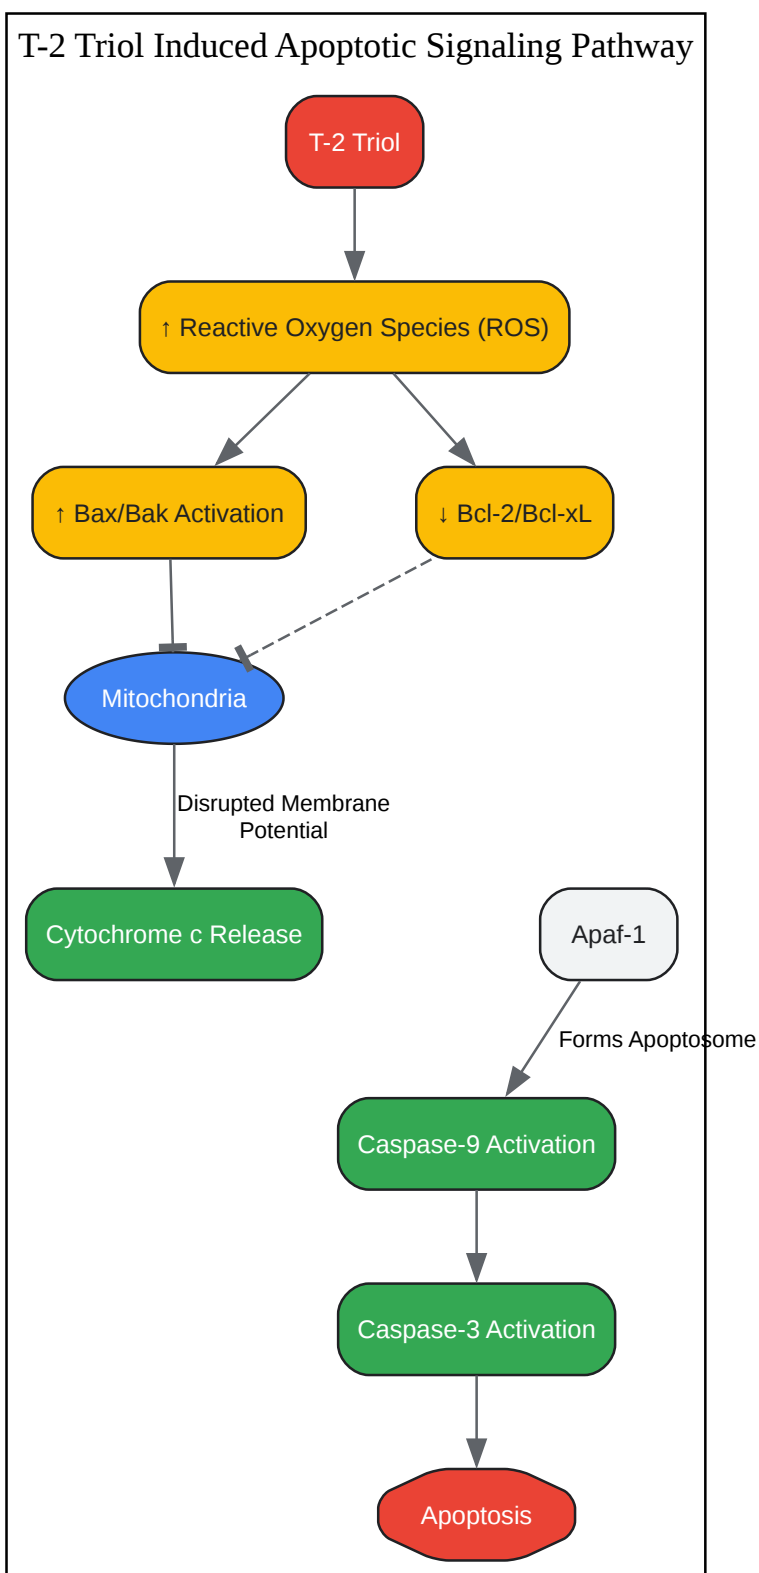 T-2 Triol Induced Apoptotic Signaling Pathway
T-2 Triol
↑ Reactive Oxygen Species (ROS)
↑ Bax/Bak Activation
↓ Bcl-2/Bcl-xL
Mitochondria
Disrupted Membrane
Potential
Cytochrome c Release
Apaf-1
Forms Apoptosome
Caspase-9 Activation
Caspase-3 Activation
Apoptosis